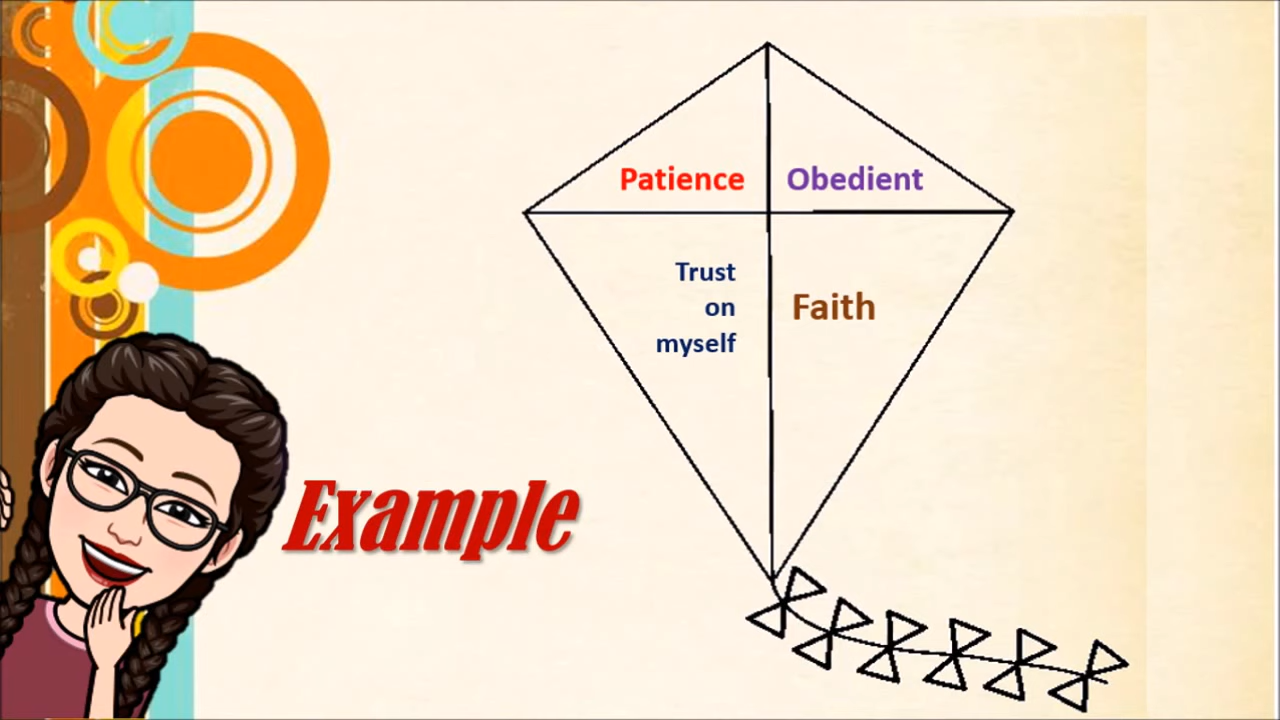 Patience
Obedient
Trust
on
myself
Faith
Example